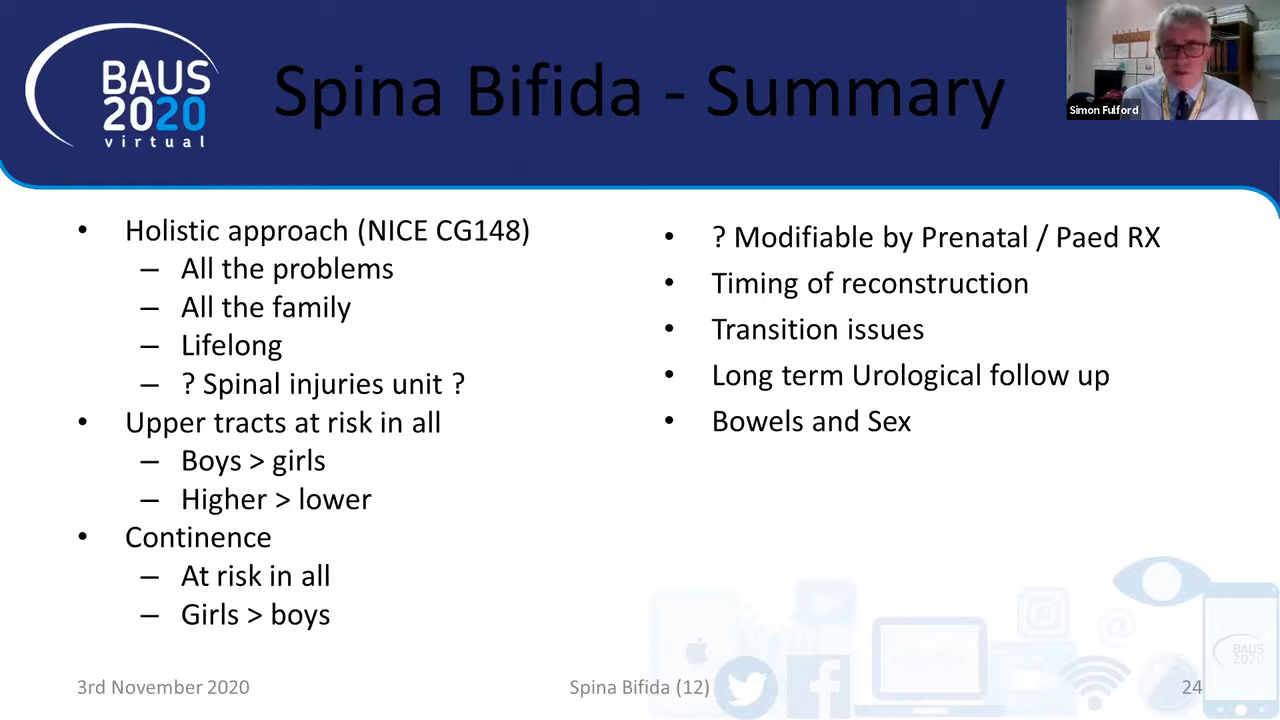 BAUS
2020
virtual
Spina Bifida - Summary
Simon Fulford
• Holistic approach (NICE CG148)
– All the problems
– All the family
– Lifelong
– ? Spinal injuries unit ?
• Upper tracts at risk in all
– Boys > girls
– Higher > lower
• Continence
– At risk in all
– Girls > boys
• ? Modifiable by Prenatal / Paed RX
• Timing of reconstruction
• Transition issues
• Long term Urological follow up
• Bowels and Sex
BAUS
2020
3rd November 2020
Spina Bifida (12)
24